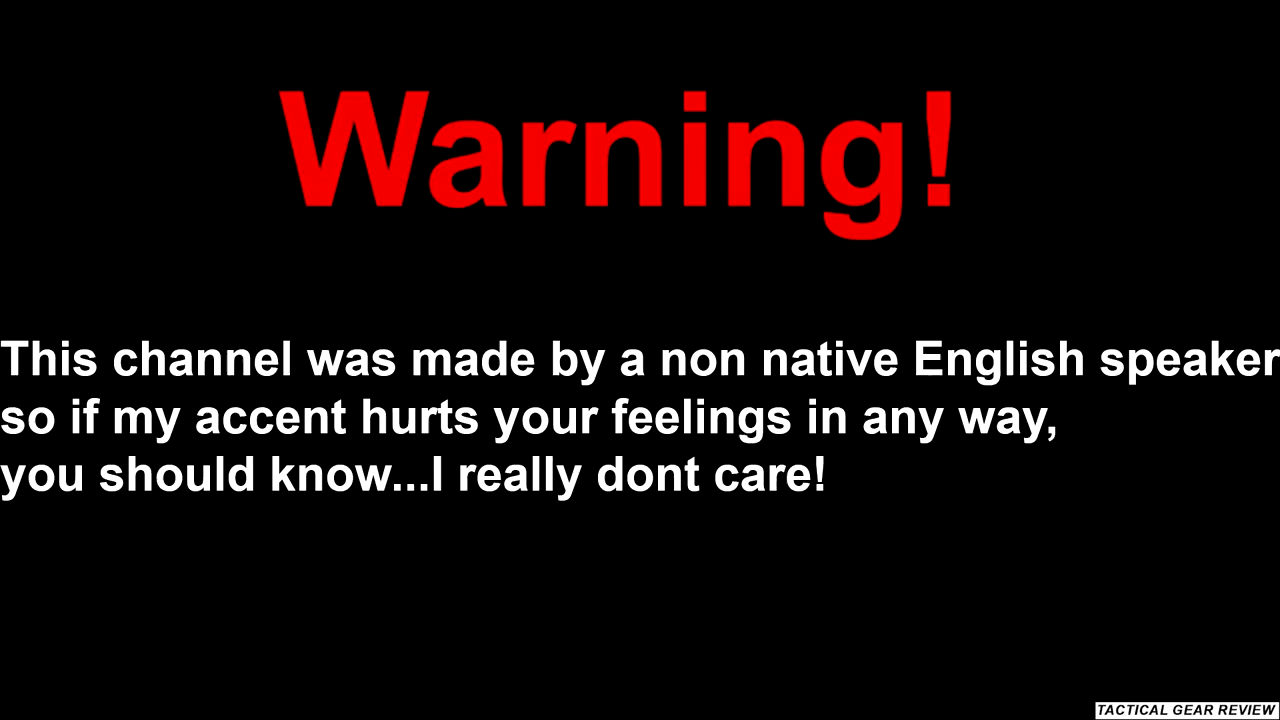 Warning!
This channel was made by a non native English speaker
so if my accent hurts your feelings in any way,
you should know...I really dont care!
TACTICAL GEAR REVIEW